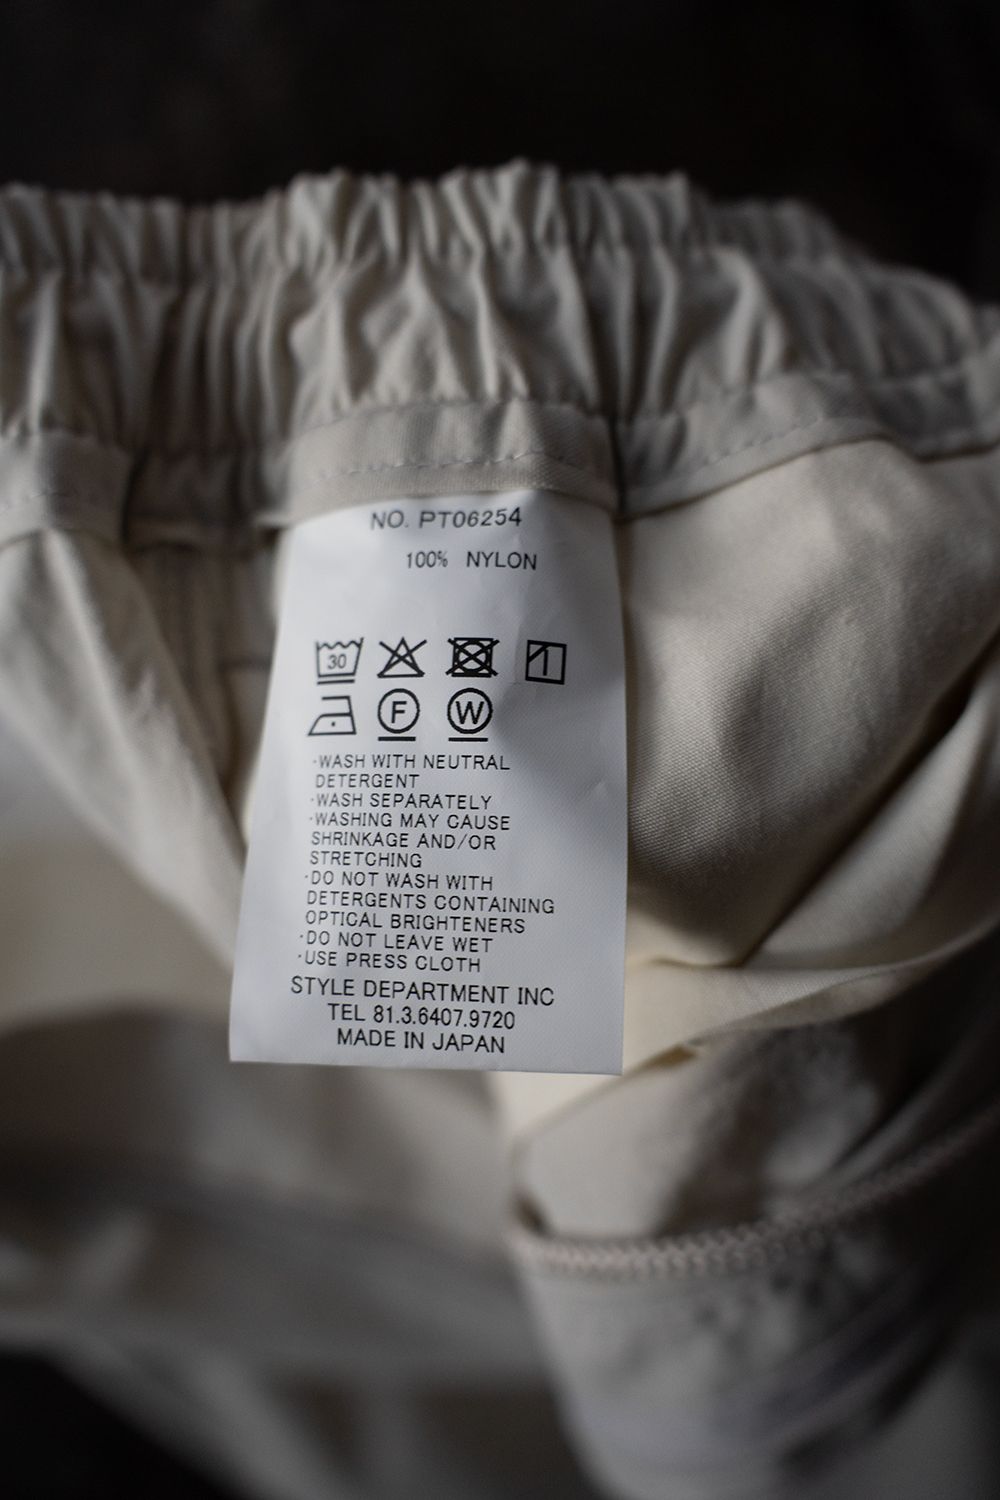 NO. PT06254
100% NYLON
30
F W
·WASH WITH NEUTRAL
DETERGENT
·WASH SEPARATELY
·WASHING MAY CAUSE
SHRINKAGE AND/OR
STRETCHING
·DO NOT WASH WITH
DETERGENTS CONTAINING
OPTICAL BRIGHTENERS
·DO NOT LEAVE WET
·USE PRESS CLOTH
STYLE DEPARTMENT INC
TEL 81.3.6407.9720
MADE IN JAPAN